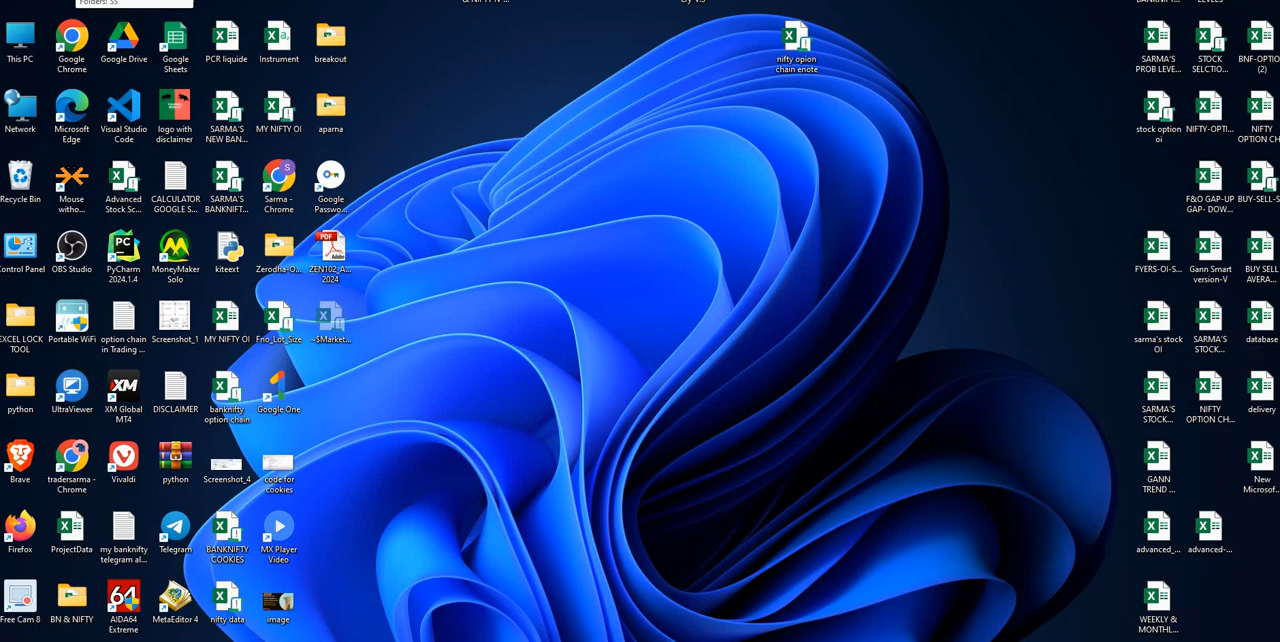 Folders: SS
This PC
Google
Chrome
Google Drive
Google
Sheets
PCR liquide
Instrument
breakout
nifty opion
chain enote
SARMA'S
PROB LEVE...
STOCK
SELCTIO...
BNF-OPTIO
(2)
Network
Microsoft
Edge
Visual Studio
Code
logo with
disclaimer
SARMA'S
NEW BAN...
MY NIFTY OI
aparna
stock option
oi
NIFTY-OPTI...
NIFTY
OPTION CH
Recycle Bin
Mouse
witho...
Advanced
Stock Sc...
CALCULATOR
GOOGLE S...
SARMA'S
BANKNIFT...
Sarma -
Chrome
Google
Passwo...
F&O GAP-UP
GAP- DOW...
BUY-SELL-S
Control Panel
OBS Studio
PyCharm
2024.1.4
MoneyMaker
Solo
kiteext
Zerodha-O...
ZEN102_A...
2024
FYERS-OI-S...
Gann Smart
version-V
BUY SELL
AVERA...
EXCEL LOCK
TOOL
Portable WiFi
option chain
in Trading ...
Screenshot_1
MY NIFTY OI
Fno_Lot_Size
~$Market...
sarma's stock
OI
SARMA'S
STOCK...
database
python
UltraViewer
XM Global
MT4
DISCLAIMER
banknifty
option chain
Google One
SARMA'S
STOCK...
NIFTY
OPTION CH...
delivery
Brave
tradersarma -
Chrome
Vivaldi
python
Screenshot_4
code for
cookies
GANN
TREND ...
New
Microsof...
Firefox
ProjectData
my banknifty
telegram al...
Telegram
BANKNIFTY
COOKIES
MX Player
Video
advanced_...
advanced-...
Free Cam 8
BN & NIFTY
AIDA64
Extreme
MetaEditor 4
nifty data
image
WEEKLY &
MONTHL...